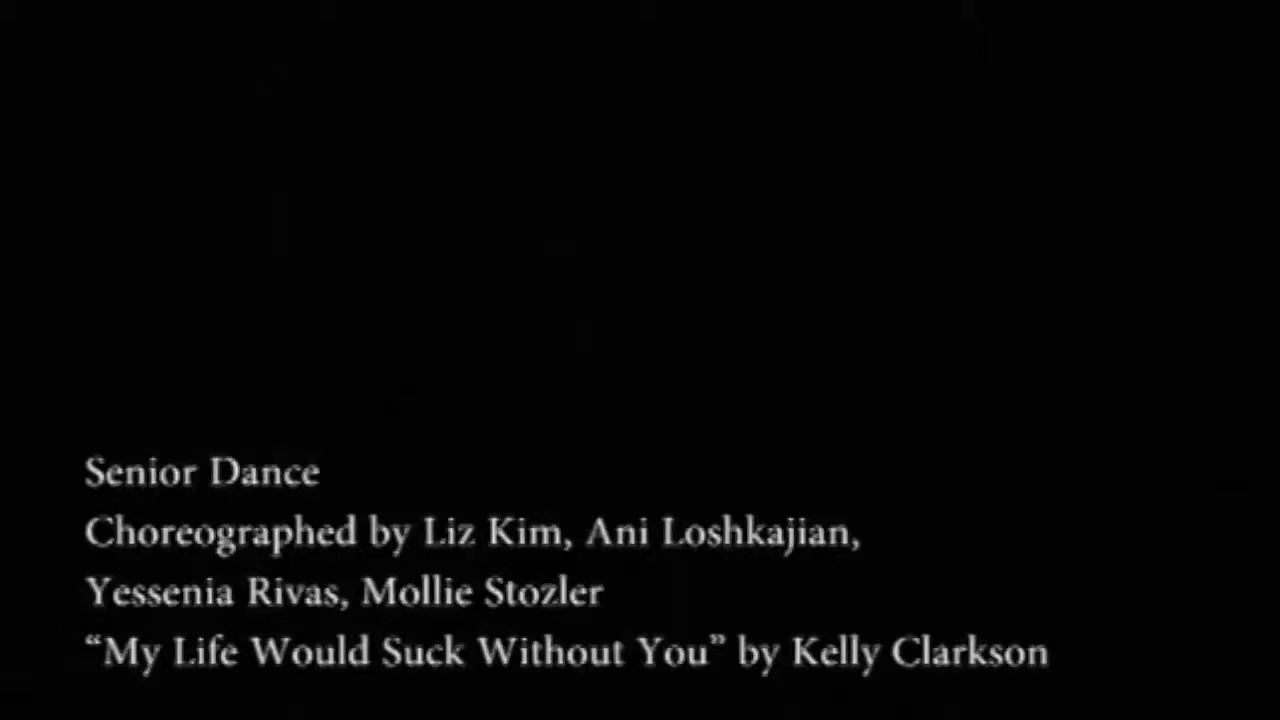 Senior Dance
Choreographed by Liz Kim, Ani Loshkajian,
Yessenia Rivas, Mollie Stozler
“My Life Would Suck Without You” by Kelly Clarkson